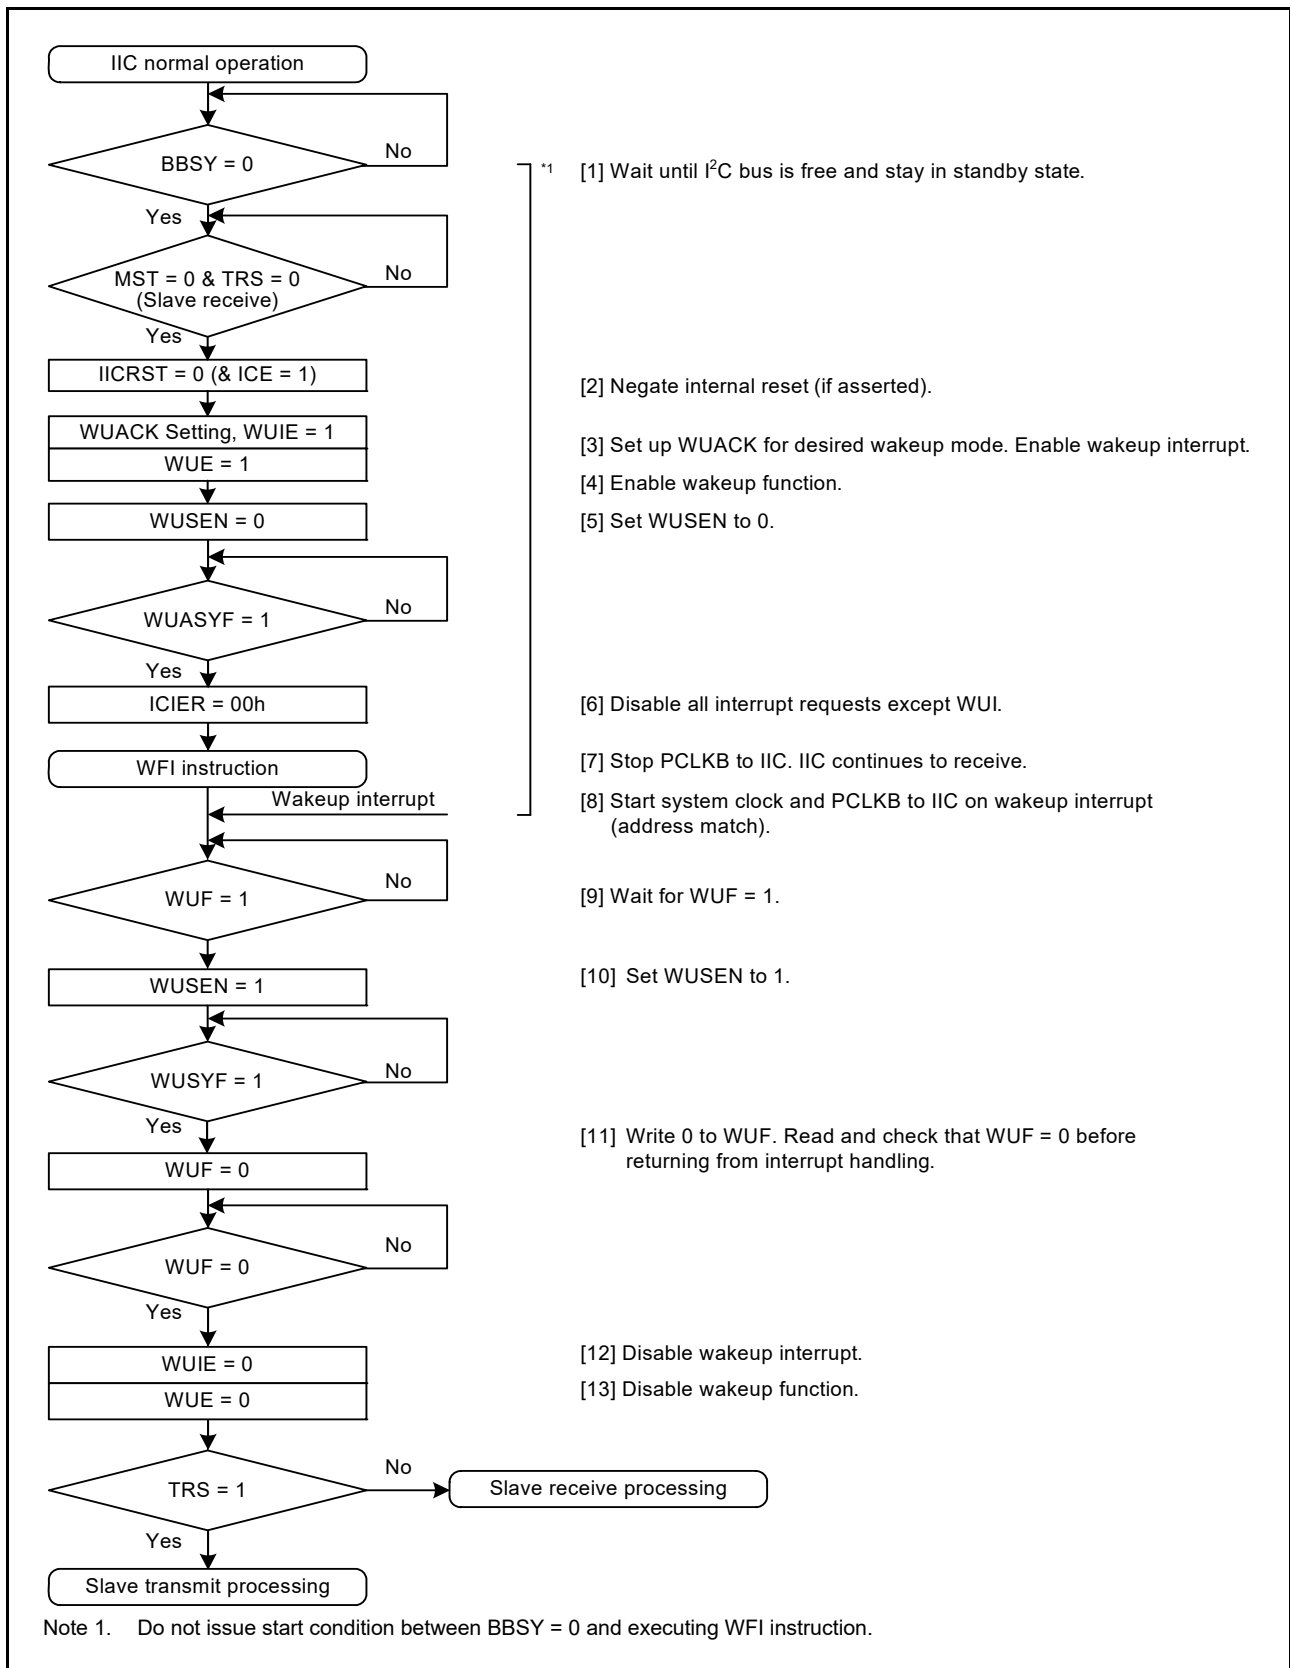 IIC normal operation
BBSY = 0
No
*1
[1] Wait until I²C bus is free and stay in standby state.
Yes
MST = 0 & TRS = 0
(Slave receive)
No
Yes
IICRST = 0 (& ICE = 1)
[2] Negate internal reset (if asserted).
WUACK Setting, WUIE = 1
[3] Set up WUACK for desired wakeup mode. Enable wakeup interrupt.
WUE = 1
[4] Enable wakeup function.
WUSEN = 0
[5] Set WUSEN to 0.
WUASYF = 1
No
Yes
ICIER = 00h
[6] Disable all interrupt requests except WUI.
WFI instruction
[7] Stop PCLKB to IIC. IIC continues to receive.
Wakeup interrupt
[8] Start system clock and PCLKB to IIC on wakeup interrupt
(address match).
WUF = 1
No
[9] Wait for WUF = 1.
WUSEN = 1
[10] Set WUSEN to 1.
WUSYF = 1
No
Yes
[11] Write 0 to WUF. Read and check that WUF = 0 before
returning from interrupt handling.
WUF = 0
WUF = 0
No
Yes
WUIE = 0
[12] Disable wakeup interrupt.
WUE = 0
[13] Disable wakeup function.
TRS = 1
No
Slave receive processing
Yes
Slave transmit processing
Note 1. Do not issue start condition between BBSY = 0 and executing WFI instruction.